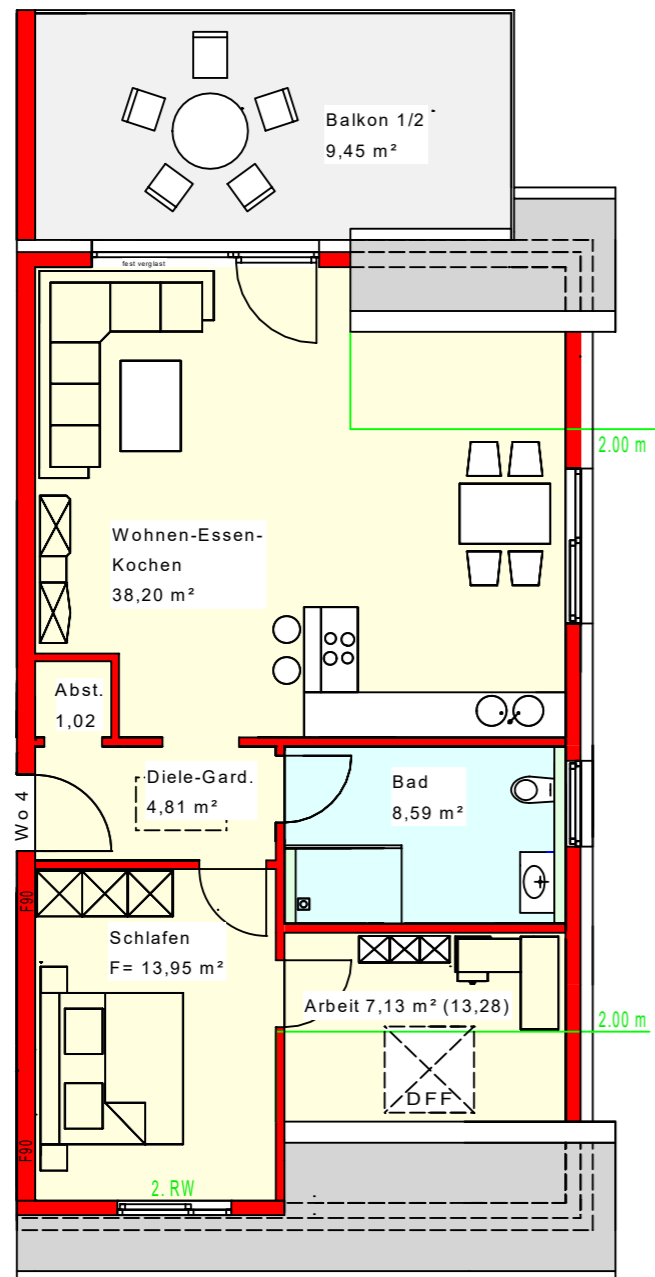 Balkon 1/2
9,45 m²
fest verglast
2.00 m
Wohnen-Essen-
Kochen
38,20 m²
Abst.
1,02
Diele-Gard.
4,81 m²
Bad
8,59 m²
Wo 4
F90
Schlafen
F= 13,95 m²
Arbeit 7,13 m² (13,28)
2.00 m
DFF
F90
2. RW